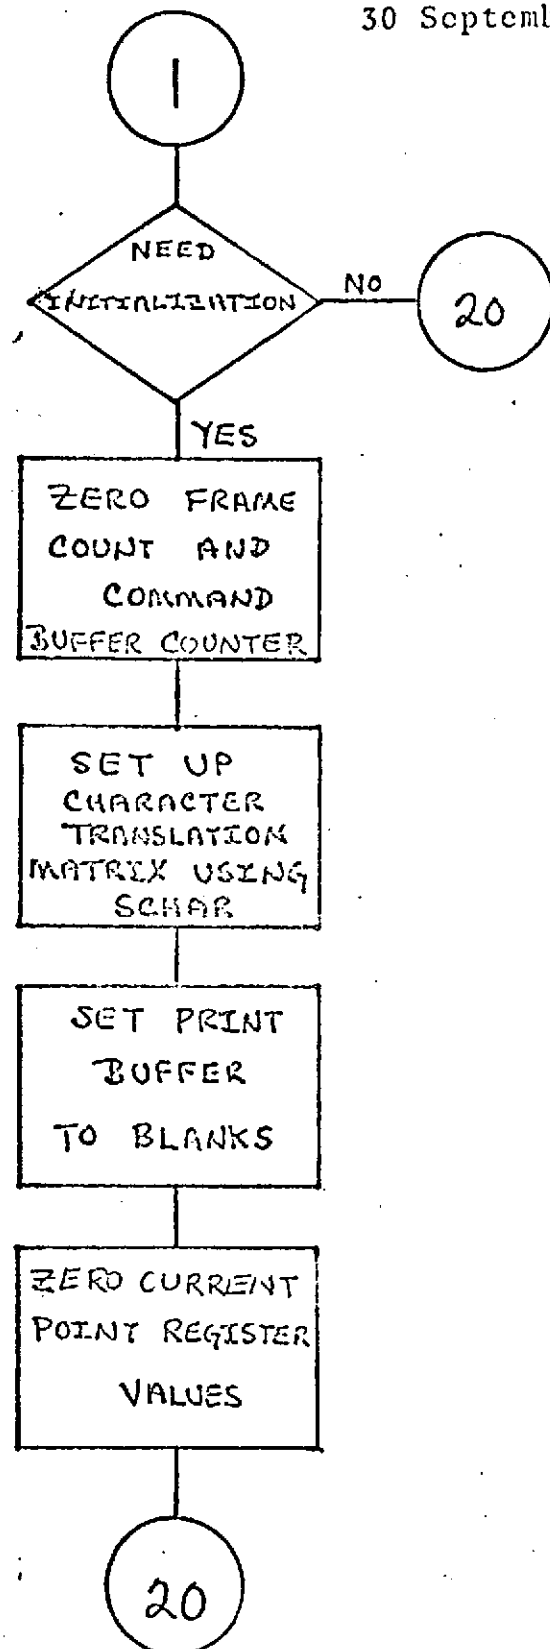 30 Septemb
1
NEED
INITIALIZATION
NO
20
YES
ZERO FRAME
COUNT AND
COMMAND
BUFFER COUNTER
SET UP
CHARACTER
TRANSLATION
MATRIX USING
SCHAR
SET PRINT
BUFFER
TO BLANKS
ZERO CURRENT
POINT REGISTER
VALUES
20